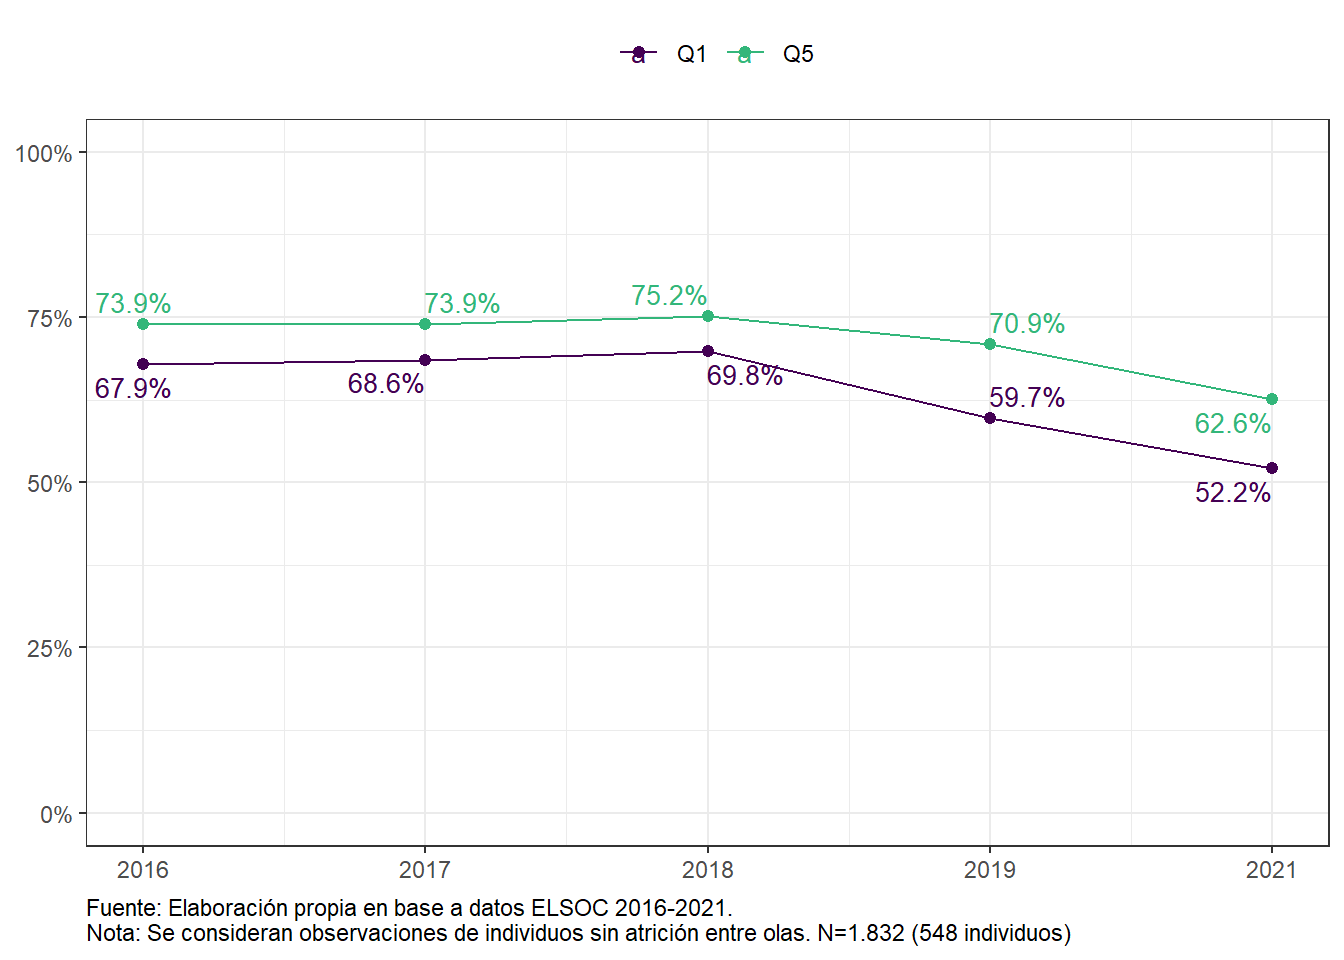 a Q1 a Q5
100%
75%
50%
25%
0%
73.9% 73.9% 75.2% 70.9% 62.6%
67.9% 68.6% 69.8% 59.7% 52.2%
2016 2017 2018 2019 2021
Fuente: Elaboración propia en base a datos ELSOC 2016-2021.
Nota: Se consideran observaciones de individuos sin atrición entre olas. N=1.832 (548 individuos)